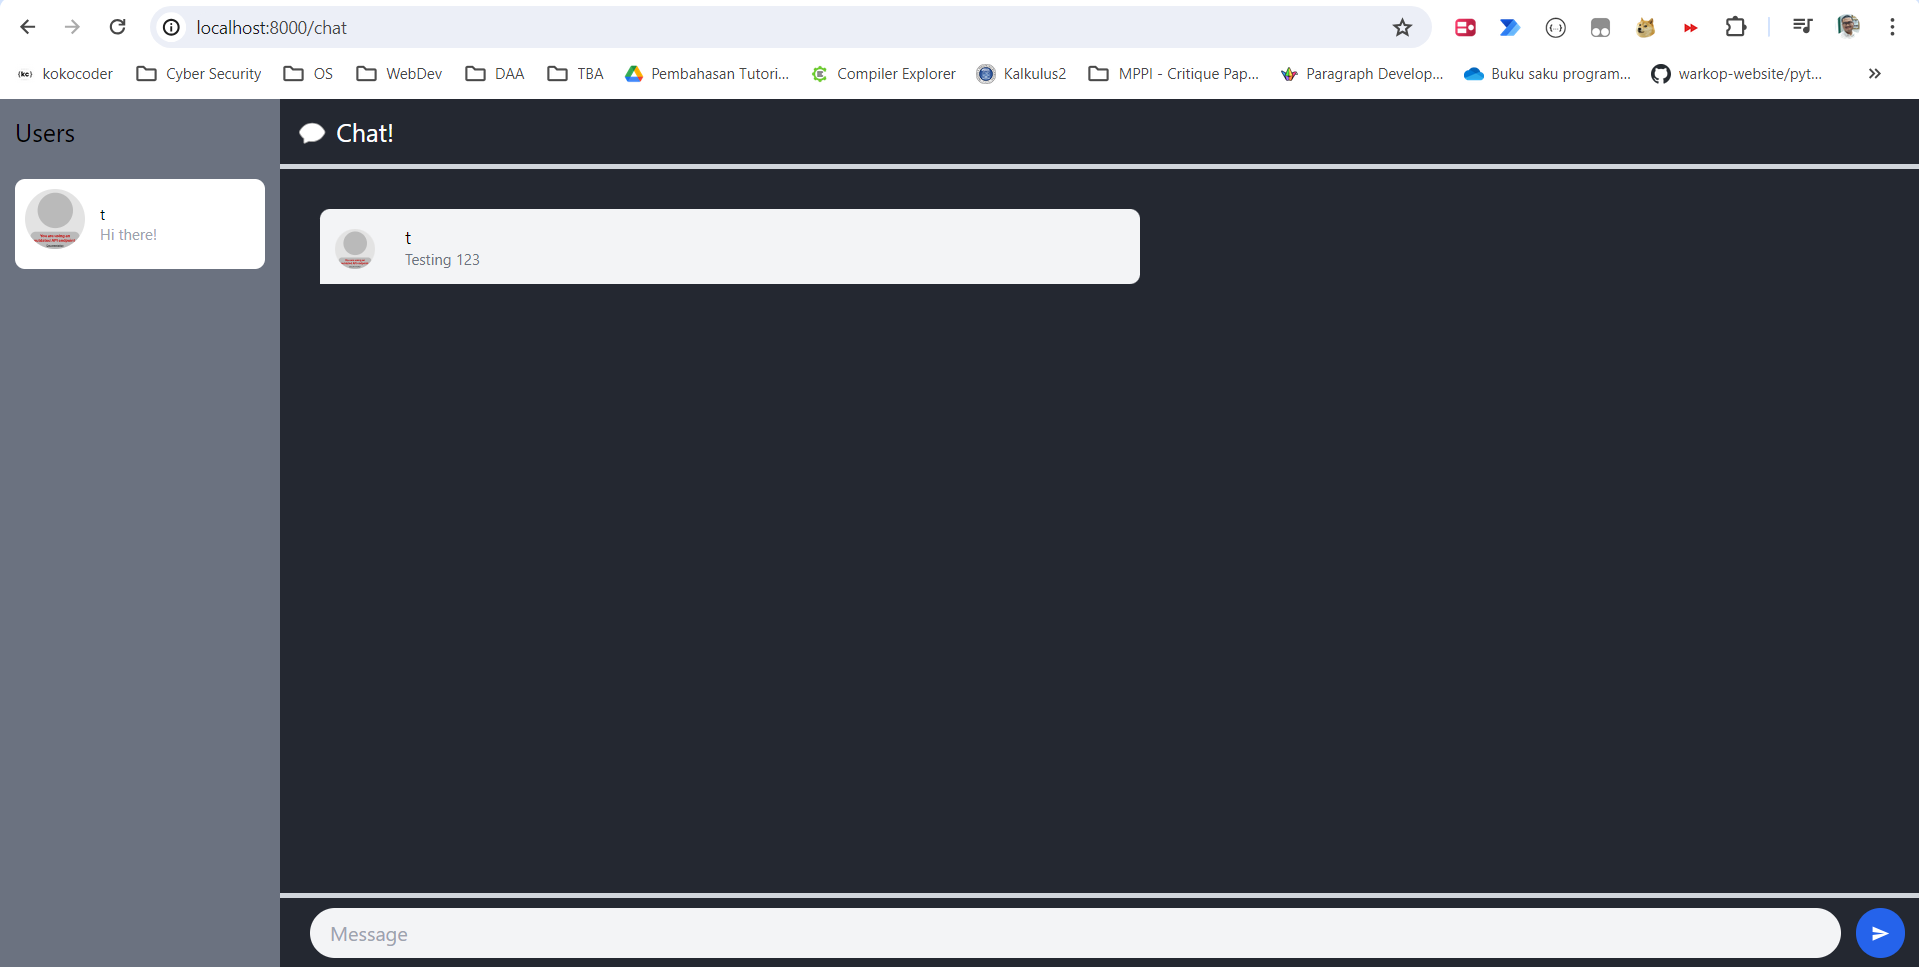 localhost:8000/chat
kokocoder Cyber Security OS WebDev DAA TBA Pembahasan Tutori... Compiler Explorer Kalkulus2 MPPI - Critique Pap... Paragraph Develop... Buku saku program... warkop-website/pyt...
Users
t
Hi there!
Chat!
t
Testing 123
Message